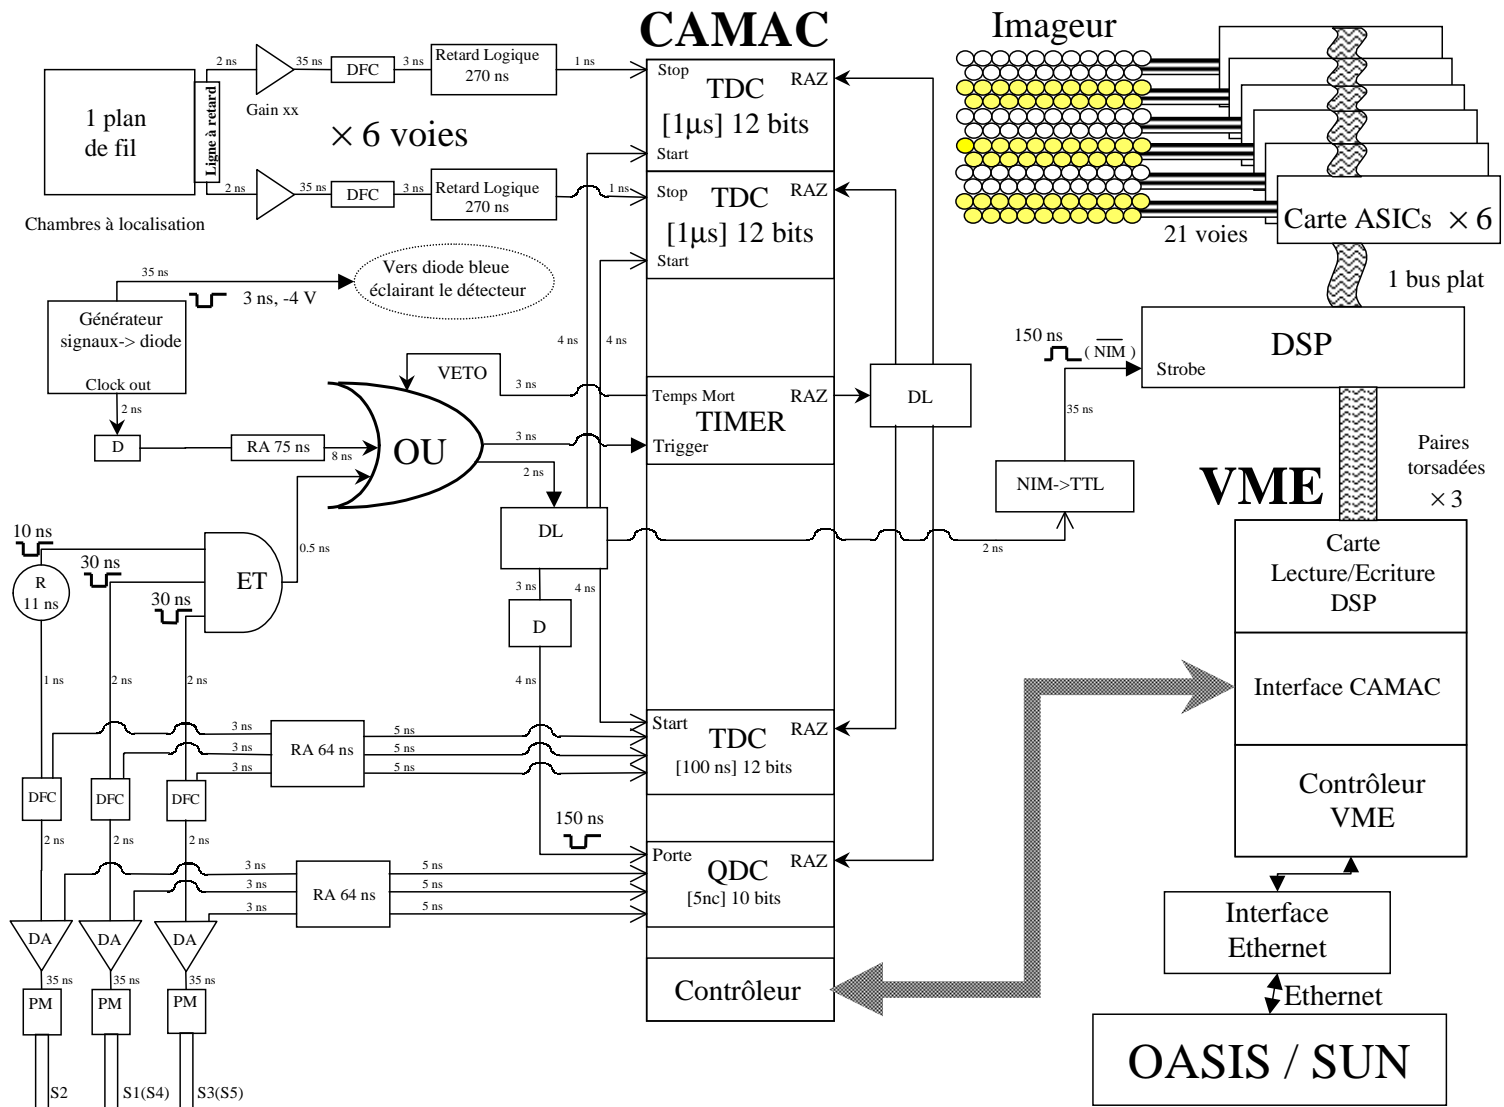 CAMAC
Imageur
2 ns
35 ns
DFC
3 ns
Retard Logique
270 ns
1 ns
Gain xx
1 plan
de fil
Ligne à retard
× 6 voies
2 ns
35 ns
DFC
3 ns
Retard Logique
270 ns
1 ns
Chambres à localisation
Stop
RAZ
TDC
[1µs] 12 bits
Start
Stop
RAZ
TDC
[1µs] 12 bits
Start
21 voies
Carte ASICs × 6
1 bus plat
35 ns
3 ns, -4 V
Vers diode bleue
éclairant le détecteur
Générateur
signaux-> diode
Clock out
2 ns
D
RA 75 ns
8 ns
OU
VETO
3 ns
3 ns
2 ns
4 ns
4 ns
Temps Mort
RAZ
TIMER
Trigger
DL
150 ns
( NIM )
DSP
Strobe
35 ns
NIM->TTL
2 ns
Paires
torsadées
× 3
VME
Carte
Lecture/Ecriture
DSP
Interface CAMAC
Contrôleur
VME
Interface
Ethernet
Ethernet
OASIS / SUN
10 ns
R
11 ns
30 ns
30 ns
ET
0.5 ns
DL
3 ns
4 ns
D
4 ns
1 ns
2 ns
2 ns
3 ns
3 ns
3 ns
RA 64 ns
5 ns
5 ns
5 ns
Start
RAZ
TDC
[100 ns] 12 bits
DFC
DFC
DFC
2 ns
2 ns
2 ns
150 ns
3 ns
3 ns
3 ns
RA 64 ns
5 ns
5 ns
5 ns
Porte
RAZ
QDC
[5nc] 10 bits
DA
DA
DA
35 ns
35 ns
35 ns
PM
PM
PM
Contrôleur
S2
S1(S4)
S3(S5)